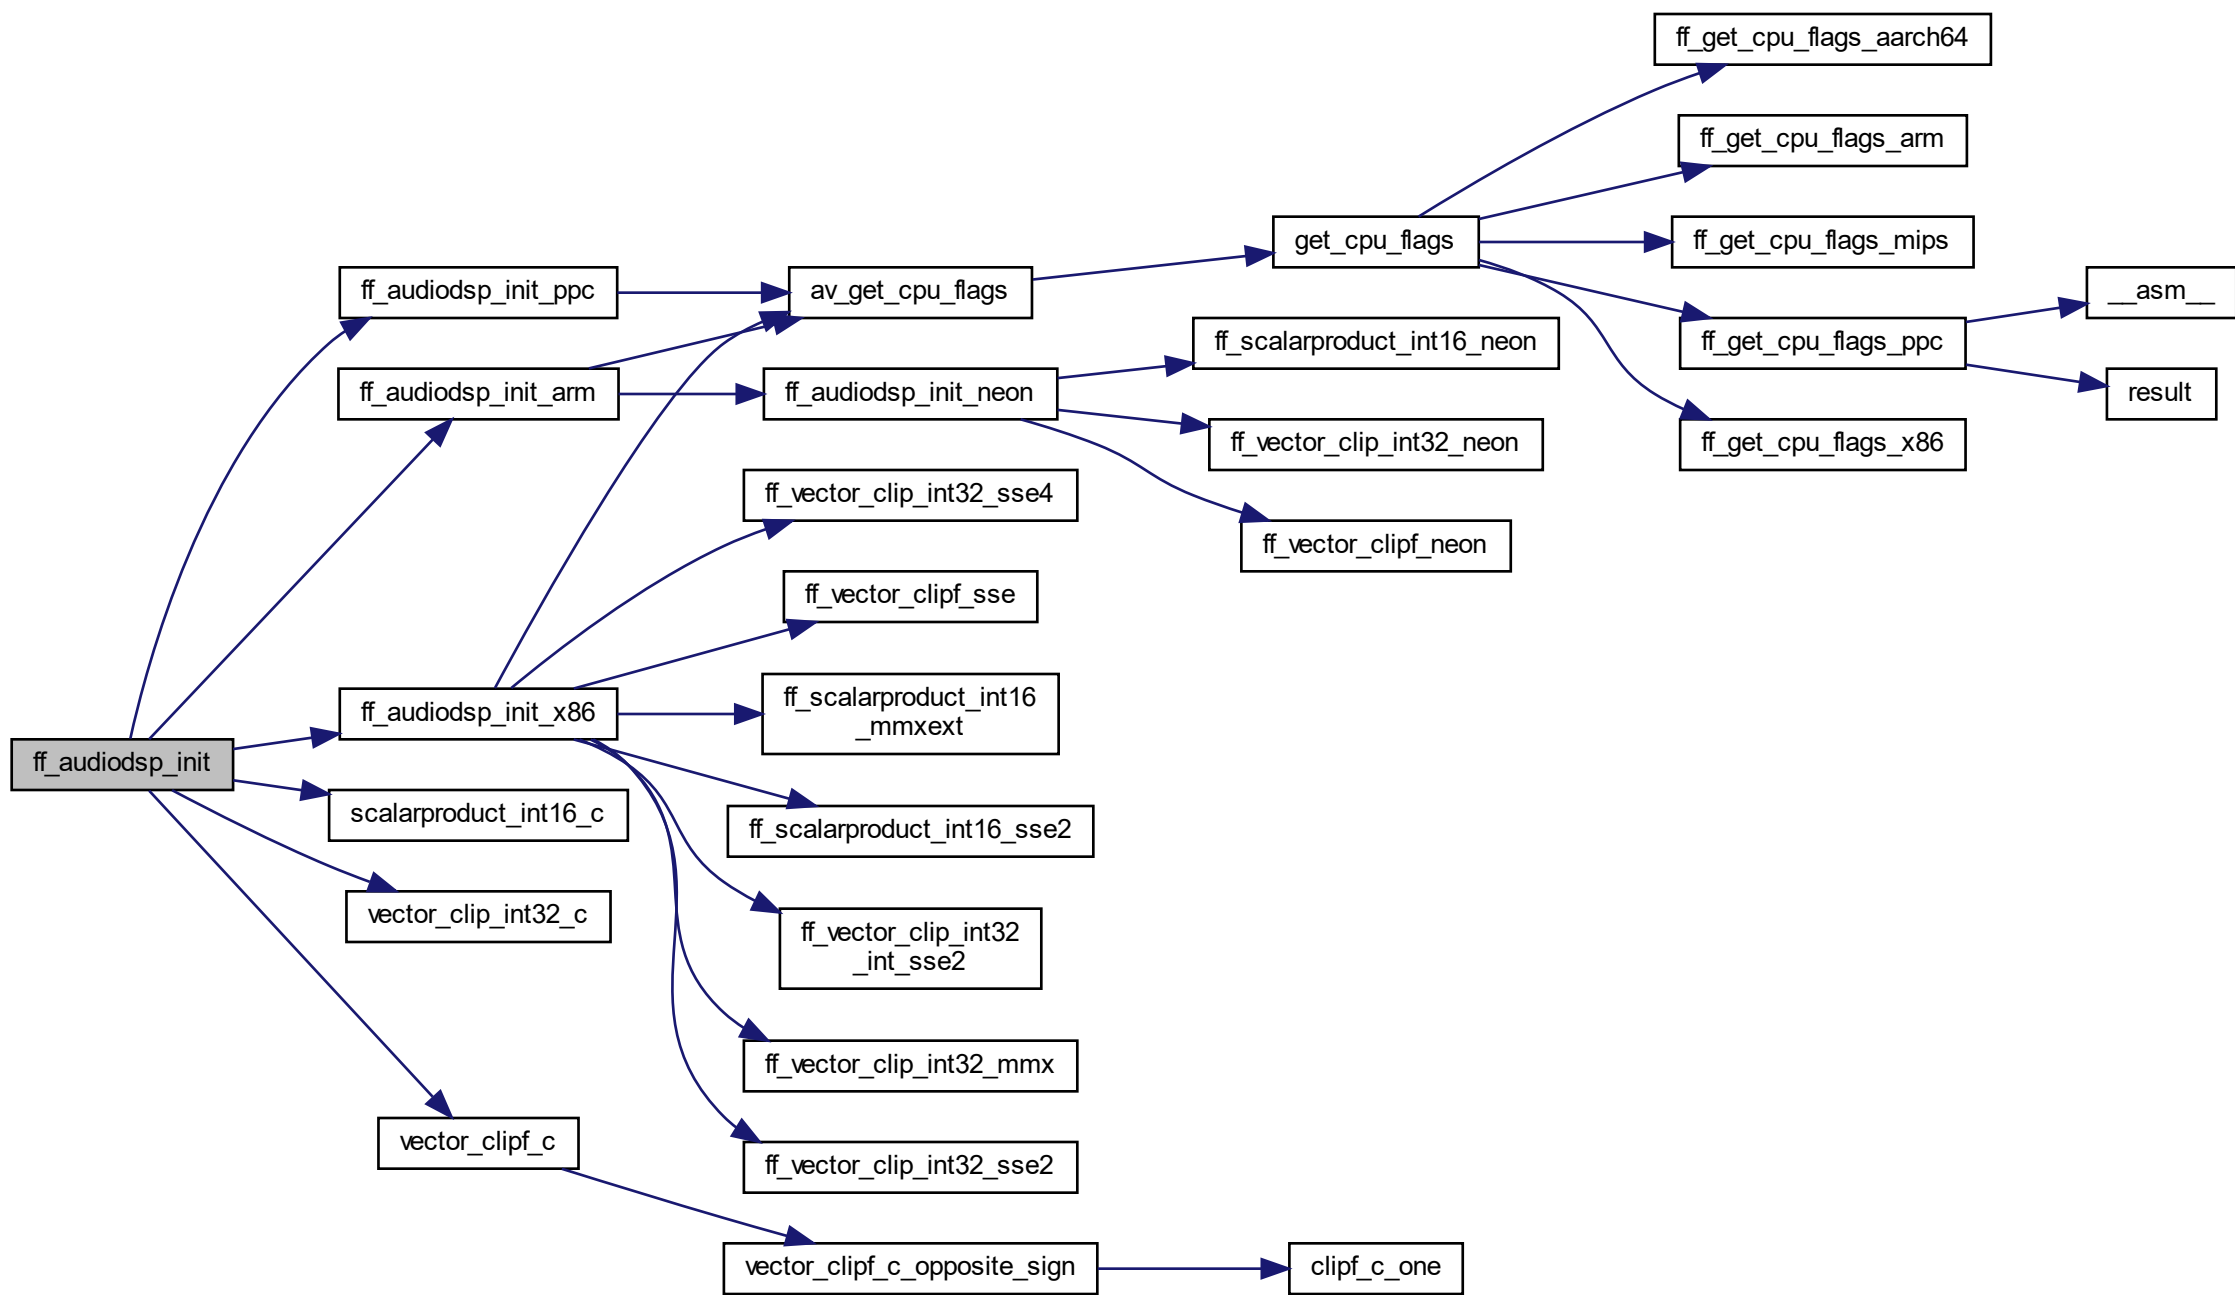 ff_get_cpu_flags_aarch64
ff_get_cpu_flags_arm
get_cpu_flags
ff_get_cpu_flags_mips
ff_audiodsp_init_ppc
av_get_cpu_flags
__asm__
ff_scalarproduct_int16_neon
ff_get_cpu_flags_ppc
ff_audiodsp_init_arm
ff_audiodsp_init_neon
result
ff_vector_clip_int32_neon
ff_get_cpu_flags_x86
ff_vector_clip_int32_sse4
ff_vector_clipf_neon
ff_vector_clipf_sse
ff_audiodsp_init_x86
ff_scalarproduct_int16
_mmxext
ff_audiodsp_init
scalarproduct_int16_c
ff_scalarproduct_int16_sse2
vector_clip_int32_c
ff_vector_clip_int32
_int_sse2
ff_vector_clip_int32_mmx
vector_clipf_c
ff_vector_clip_int32_sse2
vector_clipf_c_opposite_sign
clipf_c_one